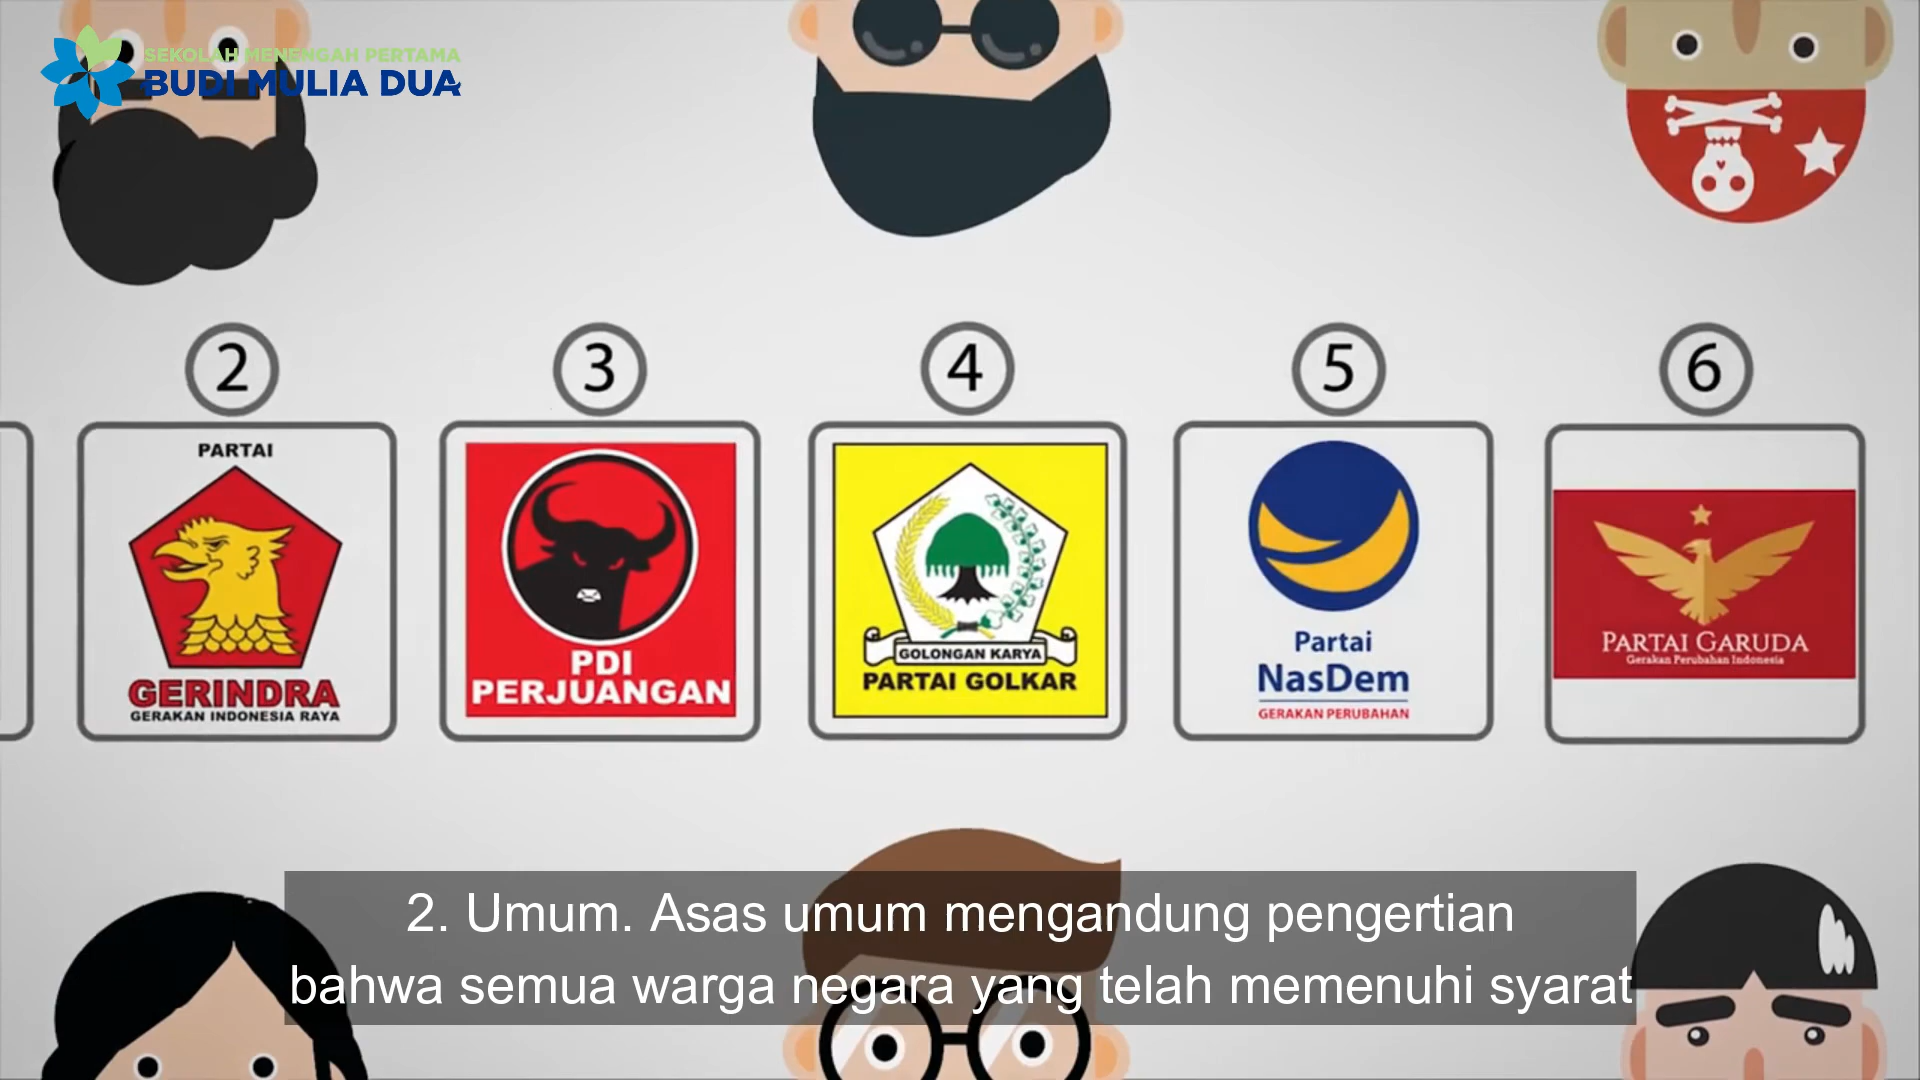 SEKOLAH MENENGAH PERTAMA
BUDI MULIA DUA
2
3
4
5
6
PARTAI
GERINDRA
GERAKAN INDONESIA RAYA
PDI
PERJUANGAN
GOLONGAN KARYA
PARTAI GOLKAR
Partai
NasDem
GERAKAN PERUBAHAN
PARTAI GARUDA
Gerakan Perubahan Indonesia
2. Umum. Asas umum mengandung pengertian
bahwa semua warga negara yang telah memenuhi syarat